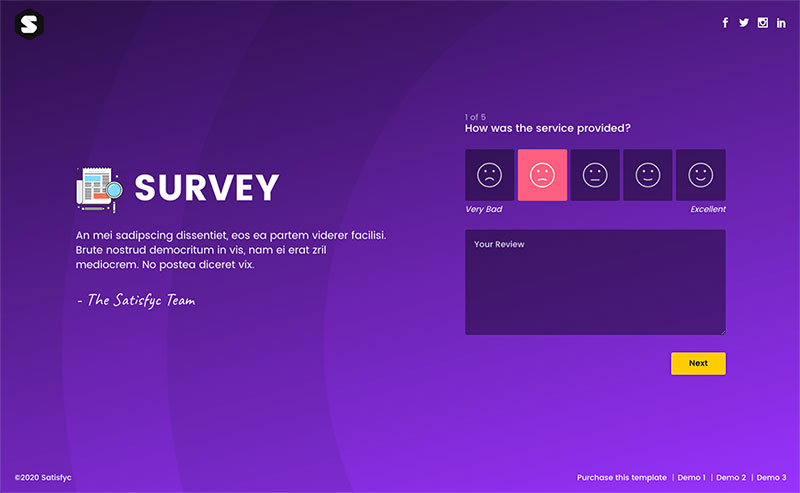 S
1 of 5
How was the service provided?
SURVEY
Very Bad
Excellent
An mei sadipscing dissentiet, eos ea partem viderer facilisi.
Brute nostrud democritum in vis, nam ei erat zril
mediocrem. No postea diceret vix.
- The Satisfyc Team
Your Review
Next
©2020 Satisfyc
Purchase this template | Demo 1 | Demo 2 | Demo 3